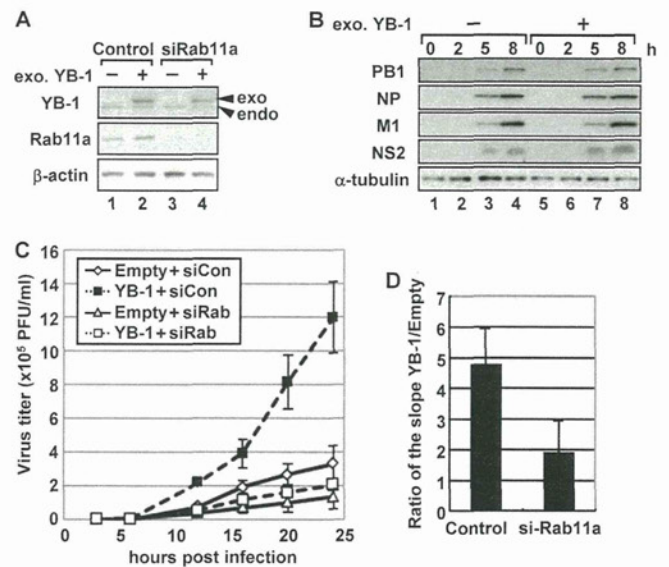 A
Control siRab11a
exo. YB-1 − + − +
YB-1
exo
endo
Rab11a
β-actin
1 2 3 4
B
exo. YB-1 − +
0 2 5 8 0 2 5 8 h
PB1
NP
M1
NS2
α-tubulin
1 2 3 4 5 6 7 8
C
Virus titer (x10⁵ PFU/ml)
16
14
12
10
8
6
4
2
0
Empty+siCon
YB-1+siCon
Empty+siRab
YB-1+siRab
0 5 10 15 20 25
hours post infection
D
Ratio of the slope YB-1/Empty
7
6
5
4
3
2
1
0
Control si-Rab11a